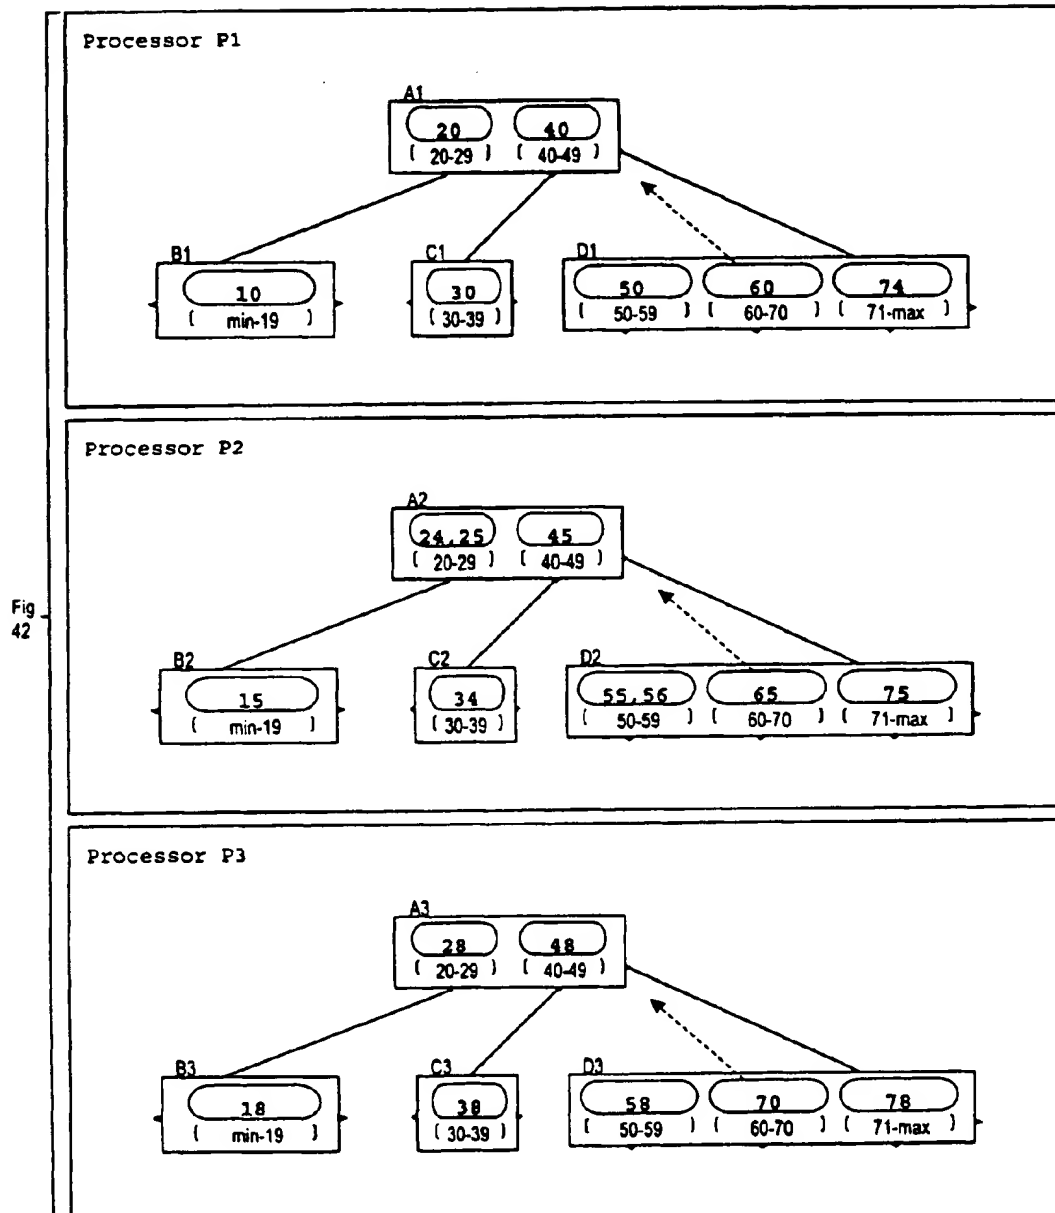 Processor P1
A1
20 40
( 20-29 ) ( 40-49 )
B1 C1 D1
10 30 50 60 74
( min-19 ) ( 30-39 ) ( 50-59 ) ( 60-70 ) ( 71-max )
Processor P2
A2
24,25 45
( 20-29 ) ( 40-49 )
Fig
42
B2 C2 D2
15 34 55,56 65 75
( min-19 ) ( 30-39 ) ( 50-59 ) ( 60-70 ) ( 71-max )
Processor P3
A3
28 48
( 20-29 ) ( 40-49 )
B3 C3 D3
18 38 58 70 78
( min-19 ) ( 30-39 ) ( 50-59 ) ( 60-70 ) ( 71-max )